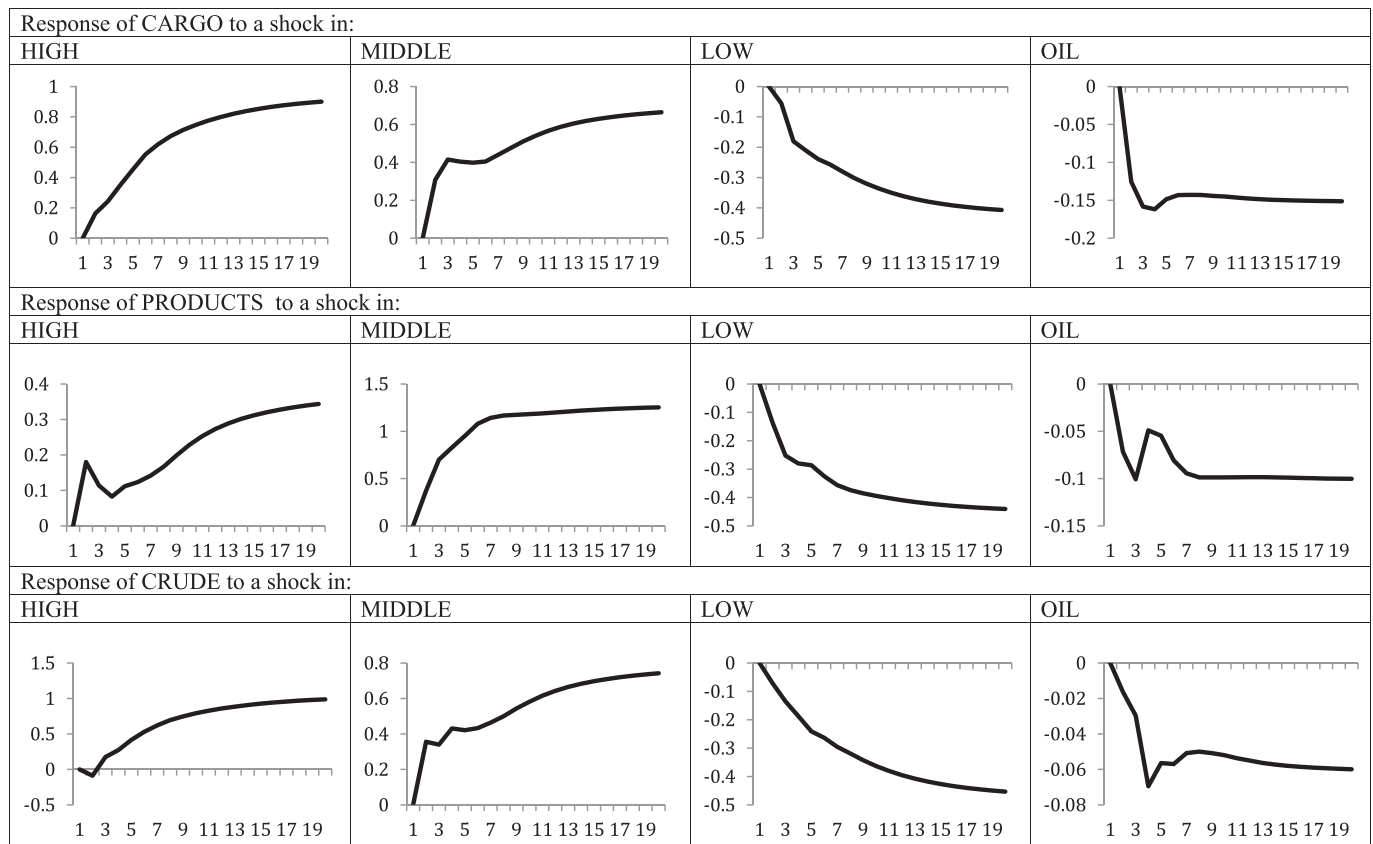 Response of CARGO to a shock in:
HIGH MIDDLE LOW OIL
1 0.8 0 0
0.8 0.6 -0.1 -0.05
0.6 0.4 -0.2 -0.1
0.4 0.2 -0.3 -0.15
0.2 0 -0.4 -0.2
0 -0.5
1 3 5 7 9 11 13 15 17 19 1 3 5 7 9 11 13 15 17 19 1 3 5 7 9 11 13 15 17 19 1 3 5 7 9 11 13 15 17 19
Response of PRODUCTS to a shock in:
HIGH MIDDLE LOW OIL
0.4 1.5 0 0
0.3 1 -0.1 -0.05
0.2 0.5 -0.2 -0.1
0.1 0 -0.3 -0.15
0 -0.4
-0.5
1 3 5 7 9 11 13 15 17 19 1 3 5 7 9 11 13 15 17 19 1 3 5 7 9 11 13 15 17 19 1 3 5 7 9 11 13 15 17 19
Response of CRUDE to a shock in:
HIGH MIDDLE LOW OIL
1.5 0.8 0 0
1 0.6 -0.1 -0.02
0.5 0.4 -0.2 -0.04
0 0.2 -0.3 -0.06
-0.5 0 -0.4 -0.08
-0.5
1 3 5 7 9 11 13 15 17 19 1 3 5 7 9 11 13 15 17 19 1 3 5 7 9 11 13 15 17 19 1 3 5 7 9 11 13 15 17 19